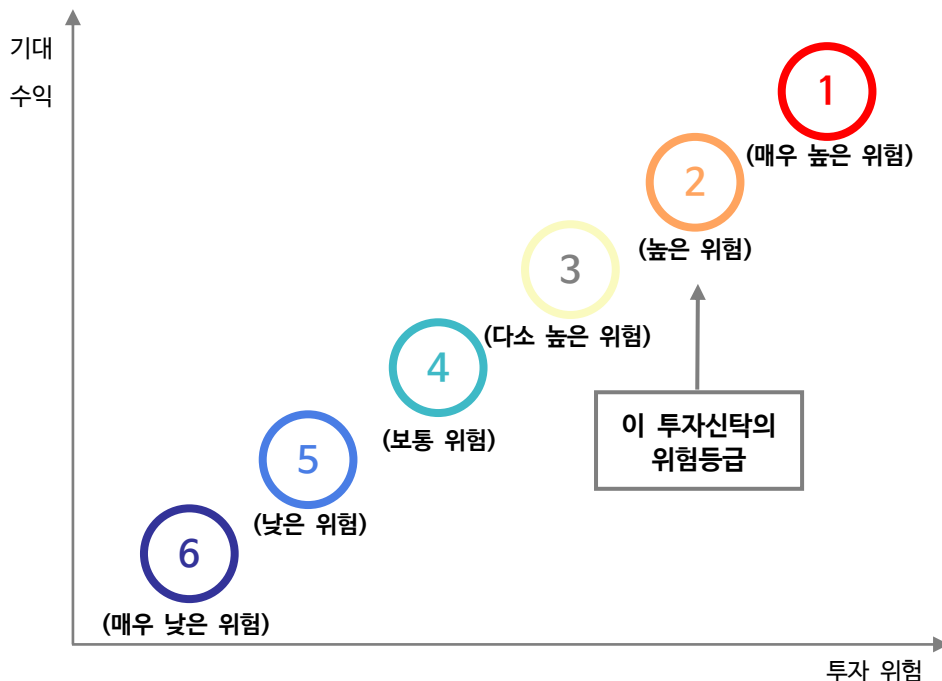 기대
수익
1
(매우 높은 위험)
2
(높은 위험)
3
(다소 높은 위험)
4
(보통 위험)
이 투자신탁의
위험등급
5
(낮은 위험)
6
(매우 낮은 위험)
투자 위험